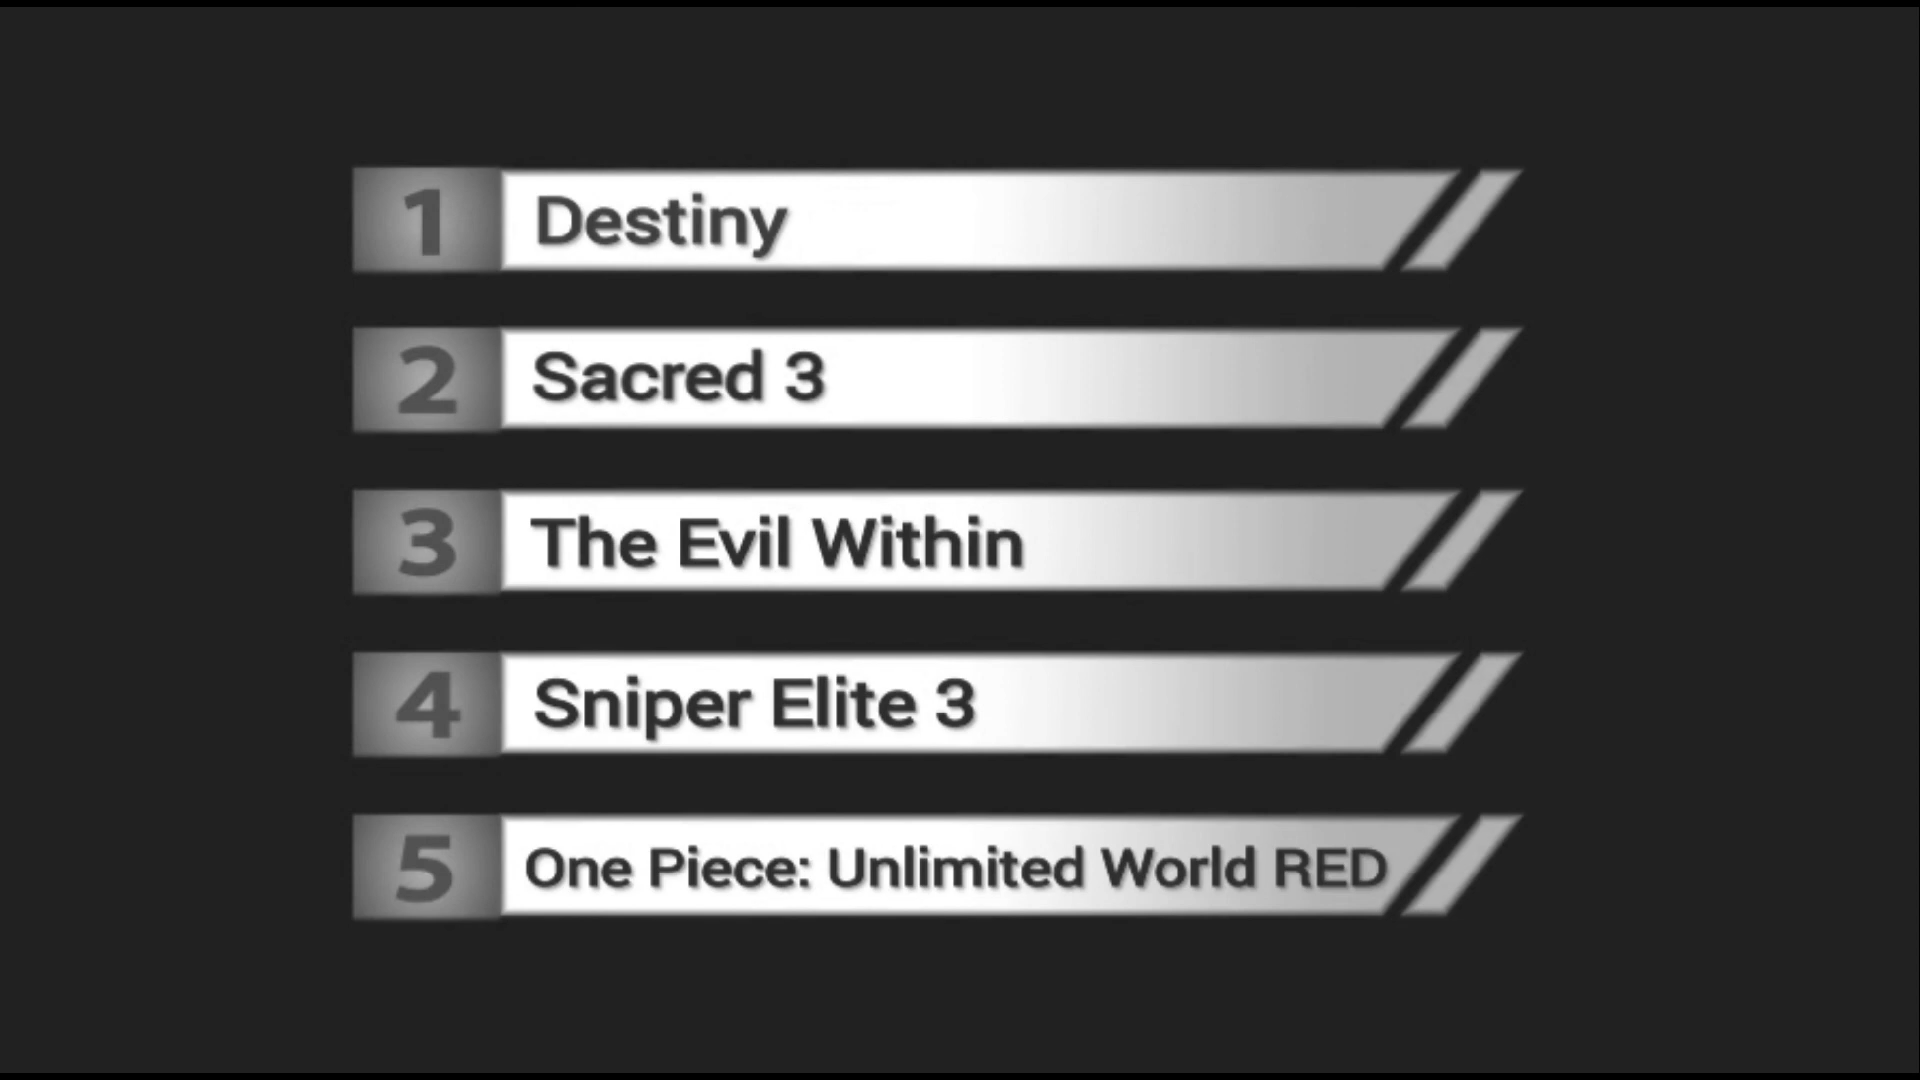 1 Destiny
2 Sacred 3
3 The Evil Within
4 Sniper Elite 3
5 One Piece: Unlimited World RED